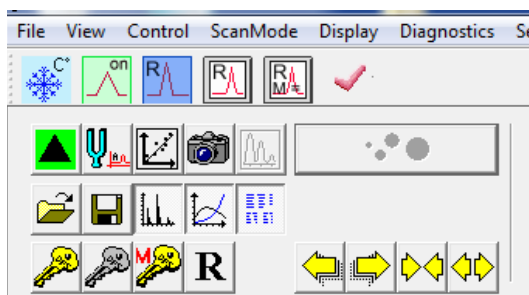 File View Control ScanMode Display Diagnostics
C° on R R R
M/=
M R